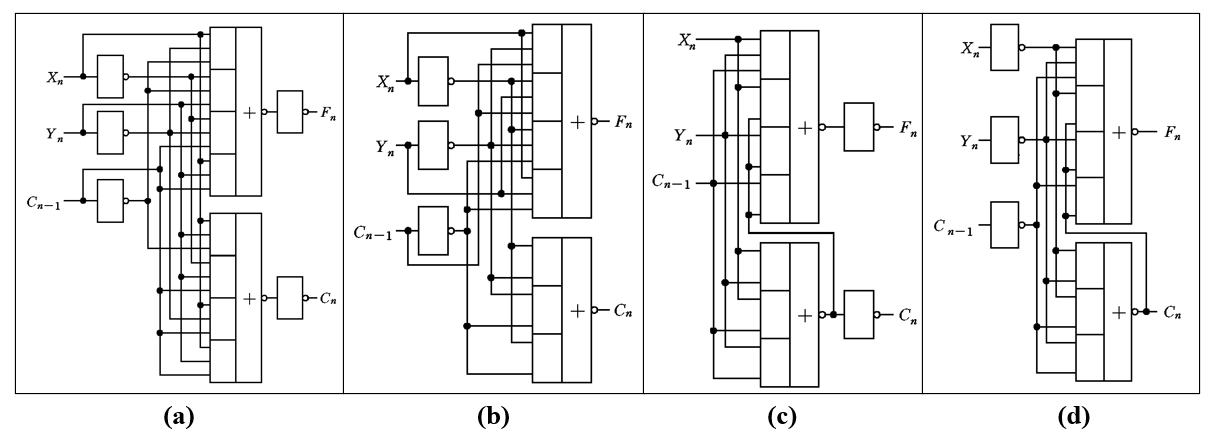 X_n
Y_n
C_{n-1}
+
F_n
+
C_n
(a)
X_n
Y_n
C_{n-1}
+
F_n
+
C_n
(b)
X_n
Y_n
C_{n-1}
+
F_n
+
C_n
(c)
X_n
Y_n
C_{n-1}
+
F_n
+
C_n
(d)